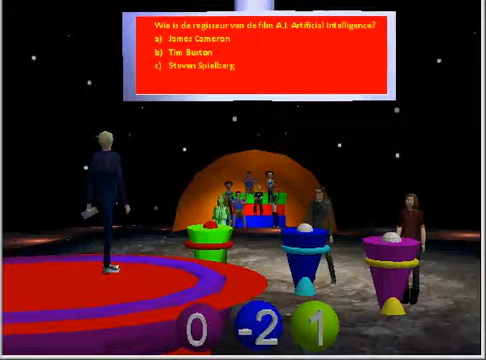 Wie is de regisseur van de film A.I. Artificial Intelligence?
a) James Cameron
b) Tim Burton
c) Steven Spielberg
0 -2 1